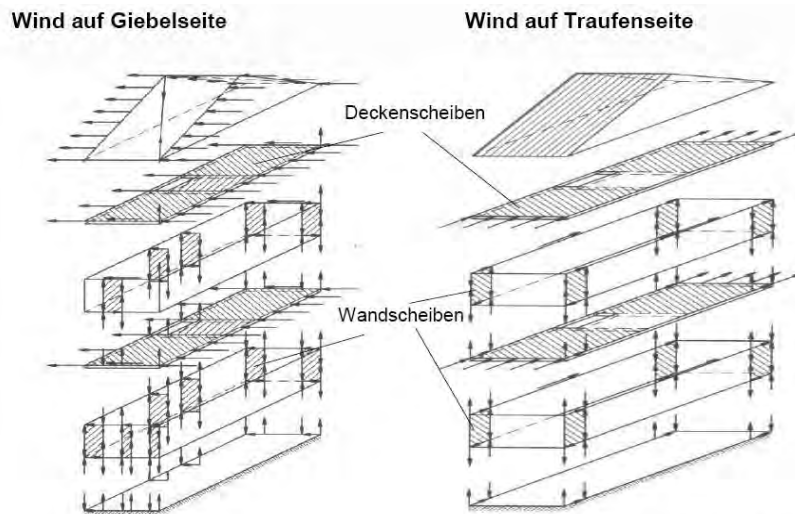 Wind auf Giebelseite
Wind auf Traufenseite
Deckenscheiben
Wandscheiben